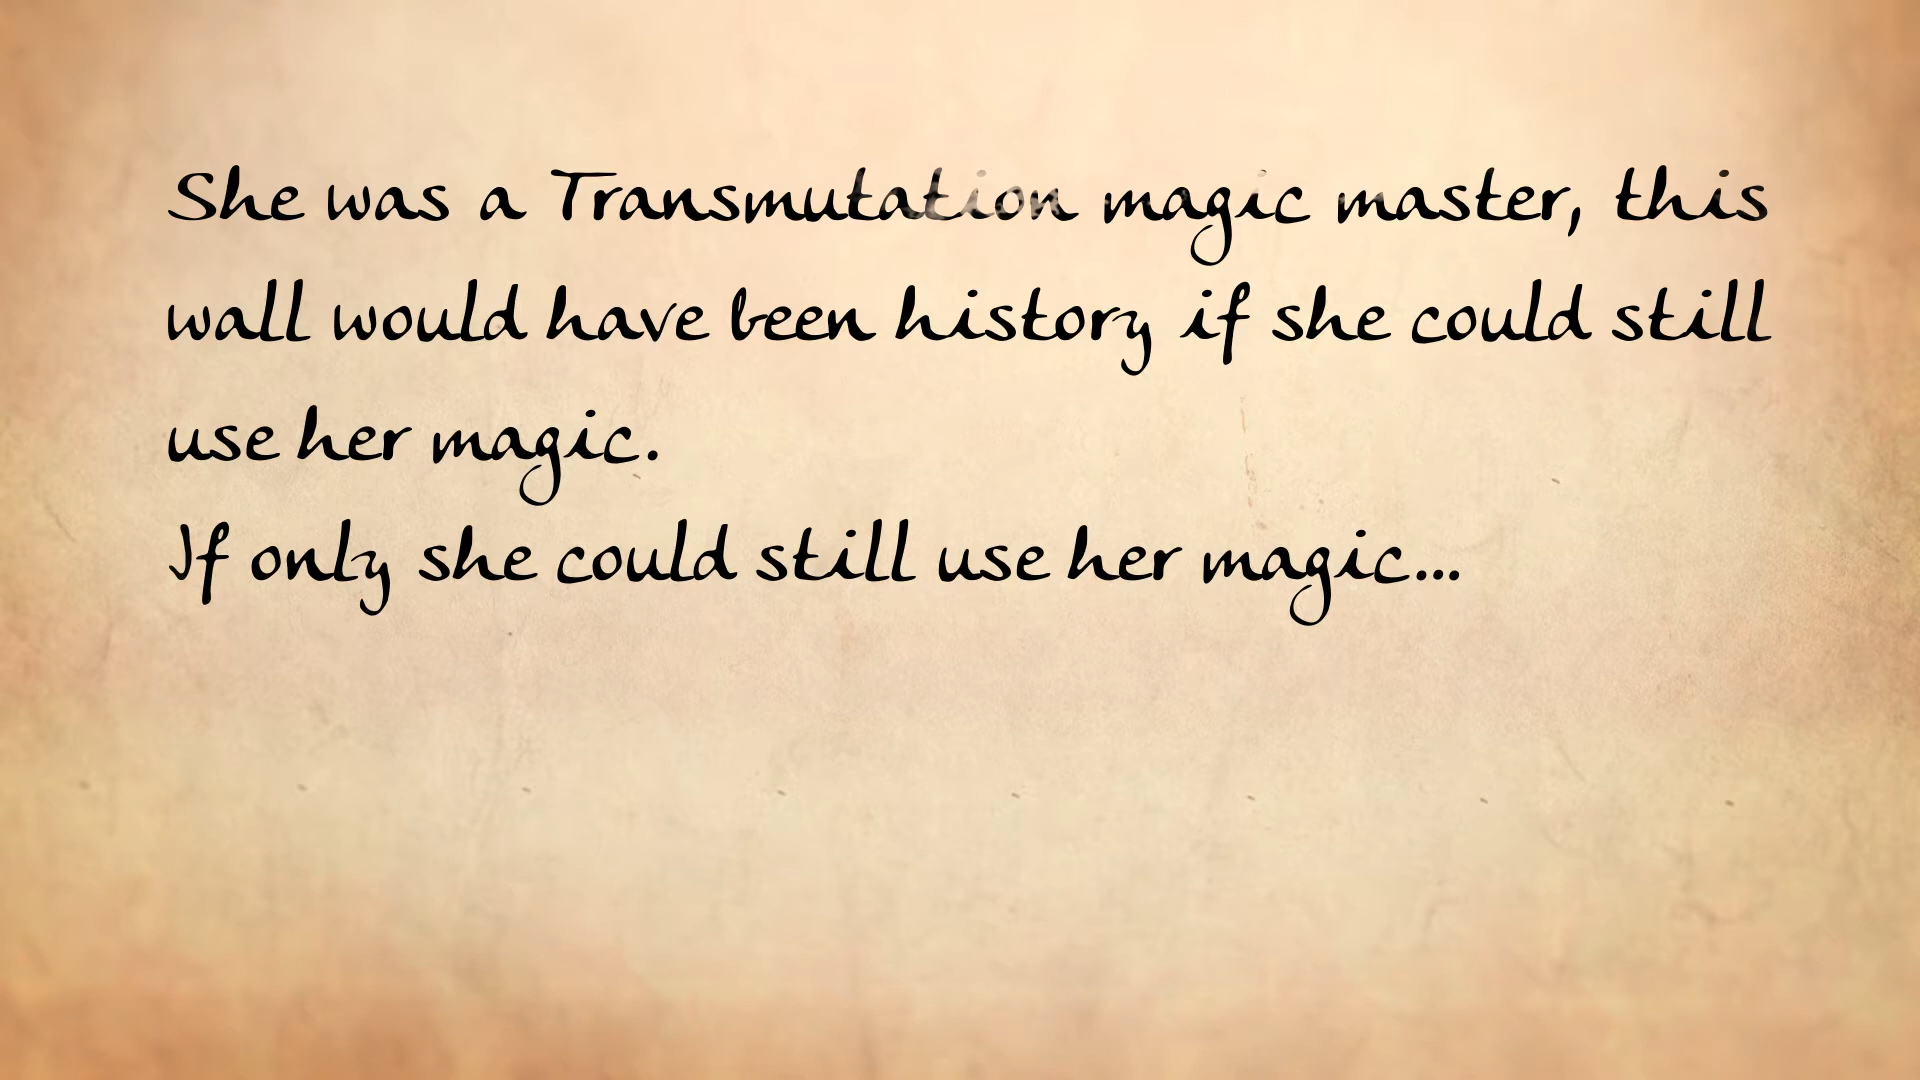 She was a Transmutation magic master, this
wall would have been history if she could still
use her magic.
If only she could still use her magic...